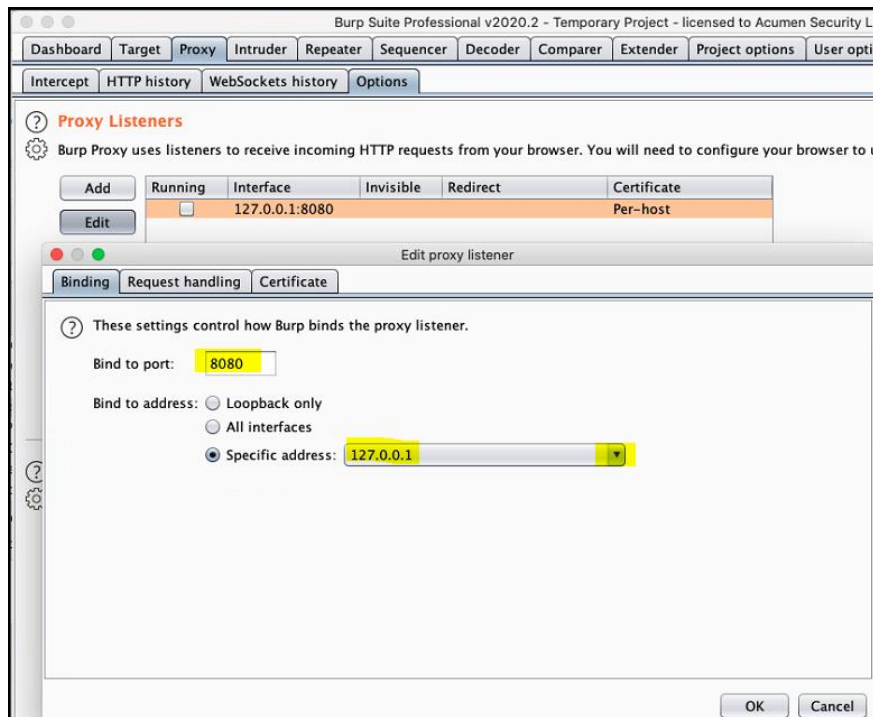 Burp Suite Professional v2020.2 - Temporary Project - licensed to Acumen Security L
Dashboard Target Proxy Intruder Repeater Sequencer Decoder Comparer Extender Project options User opti
Intercept HTTP history WebSockets history Options
Proxy Listeners
Burp Proxy uses listeners to receive incoming HTTP requests from your browser. You will need to configure your browser to u
Add Running Interface Invisible Redirect Certificate
127.0.0.1:8080 Per-host
Edit
Edit proxy listener
Binding Request handling Certificate
These settings control how Burp binds the proxy listener.
Bind to port: 8080
Bind to address: Loopback only
All interfaces
Specific address: 127.0.0.1
OK Cancel